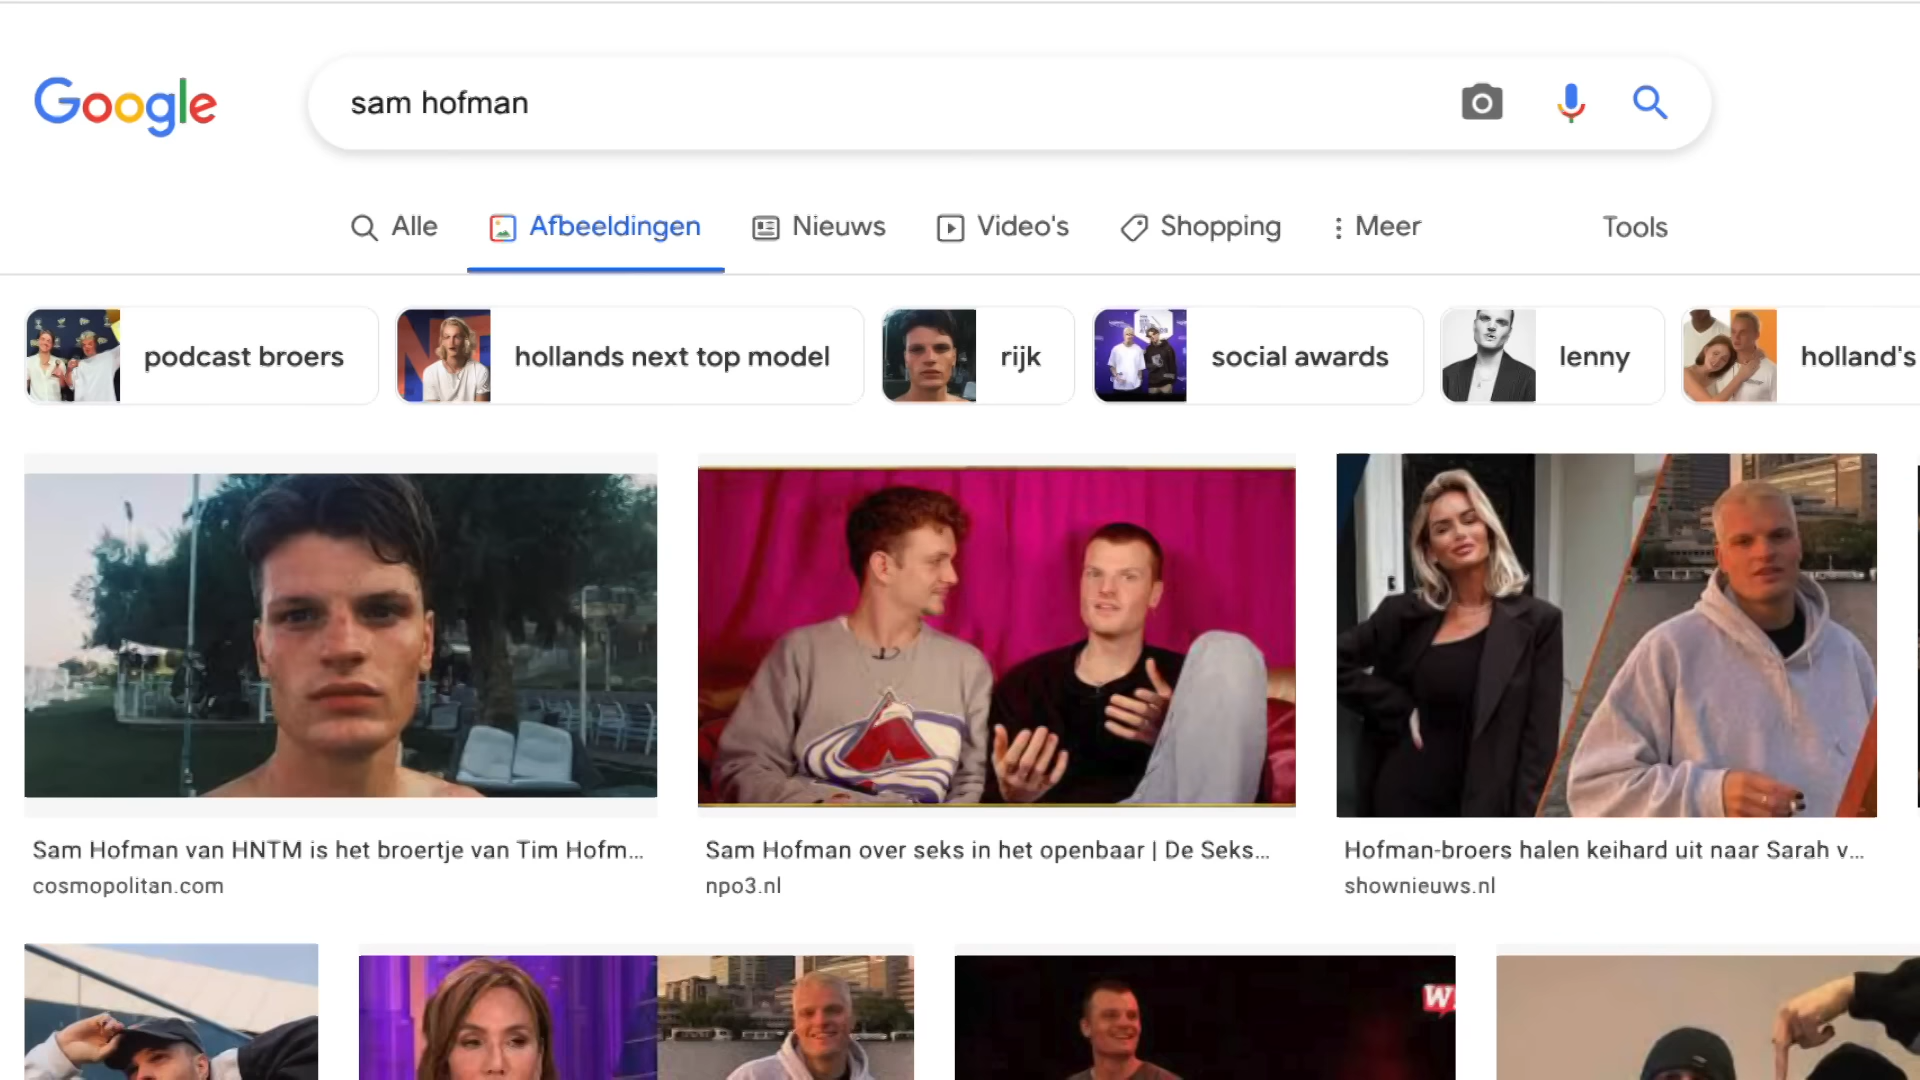 Google
sam hofman
Alle
Afbeeldingen
Nieuws
Video's
Shopping
Meer
Tools
podcast broers
hollands next top model
rijk
social awards
lenny
holland's
Sam Hofman van HNTM is het broertje van Tim Hofm...
cosmopolitan.com
Sam Hofman over seks in het openbaar | De Seks...
npo3.nl
Hofman-broers halen keihard uit naar Sarah v...
shownieuws.nl